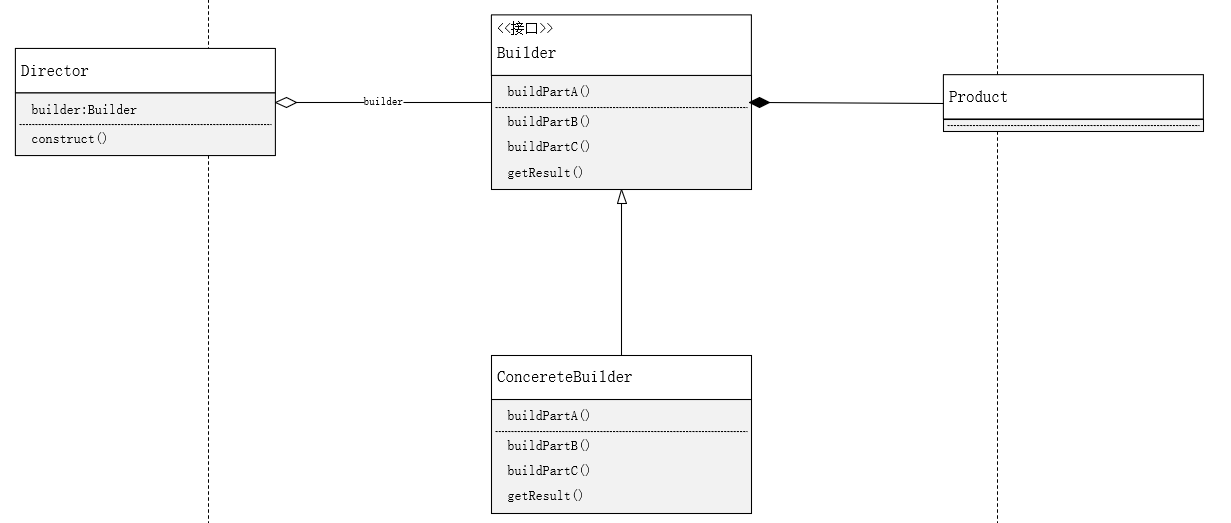 Director
builder:Builder
construct()
builder
<<接口>>
Builder
buildPartA()
buildPartB()
buildPartC()
getResult()
Product
ConcereteBuilder
buildPartA()
buildPartB()
buildPartC()
getResult()